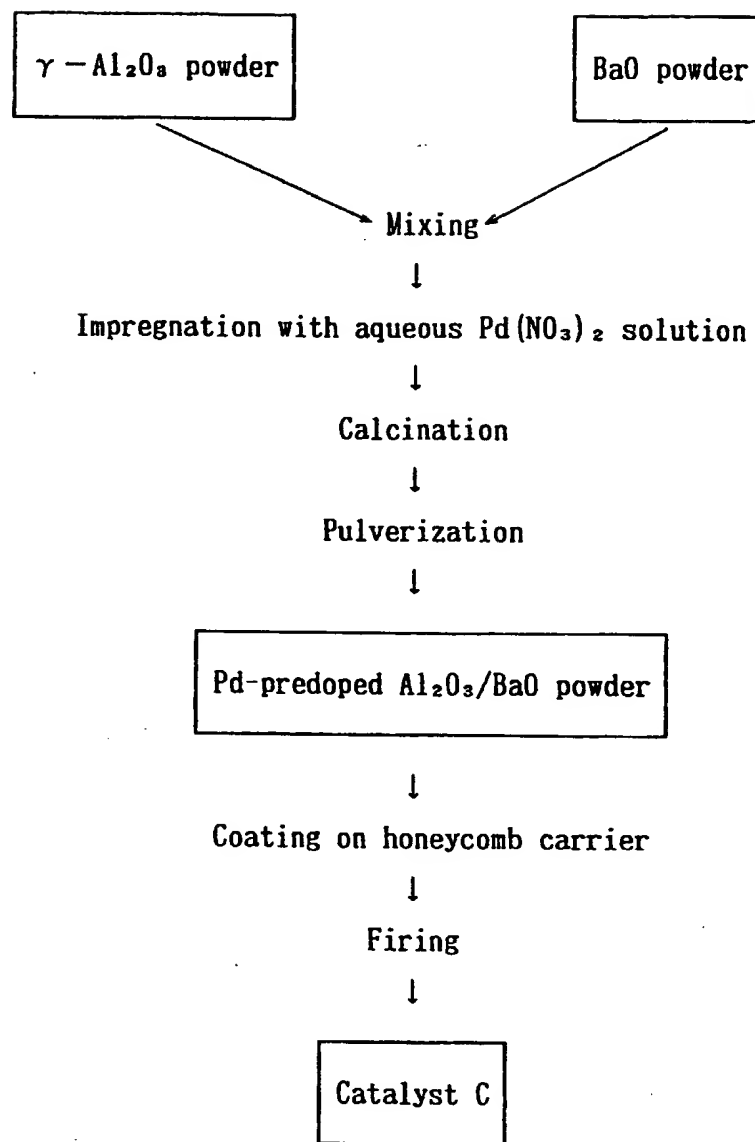 γ-Al₂O₃ powder
BaO powder
Mixing
↓
Impregnation with aqueous Pd(NO₃)₂ solution
↓
Calcination
↓
Pulverization
↓
Pd-predoped Al₂O₃/BaO powder
↓
Coating on honeycomb carrier
↓
Firing
↓
Catalyst C